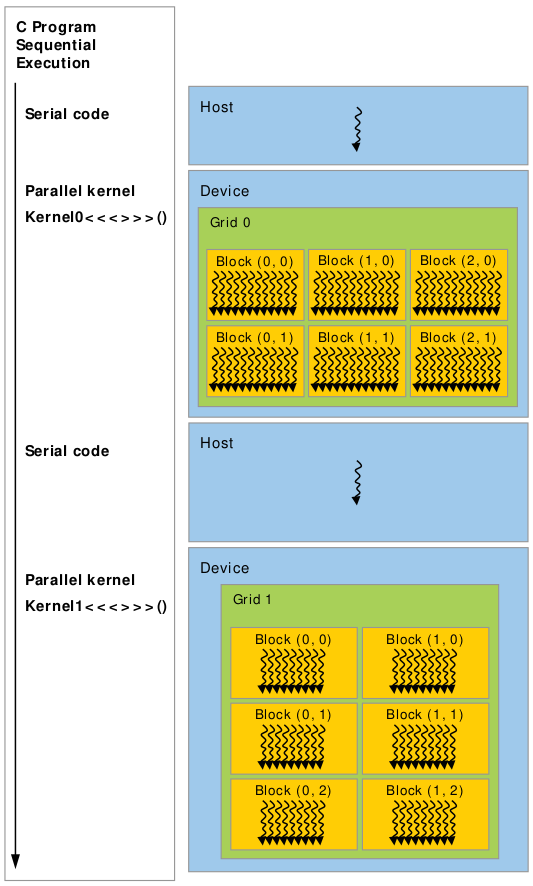 C Program
Sequential
Execution
Serial code
Host
Parallel kernel
Kernel0<<<>>>()
Device
Grid 0
Block (0, 0)
Block (1, 0)
Block (2, 0)
Block (0, 1)
Block (1, 1)
Block (2, 1)
Serial code
Host
Parallel kernel
Kernel1<<<>>>()
Device
Grid 1
Block (0, 0)
Block (1, 0)
Block (0, 1)
Block (1, 1)
Block (0, 2)
Block (1, 2)